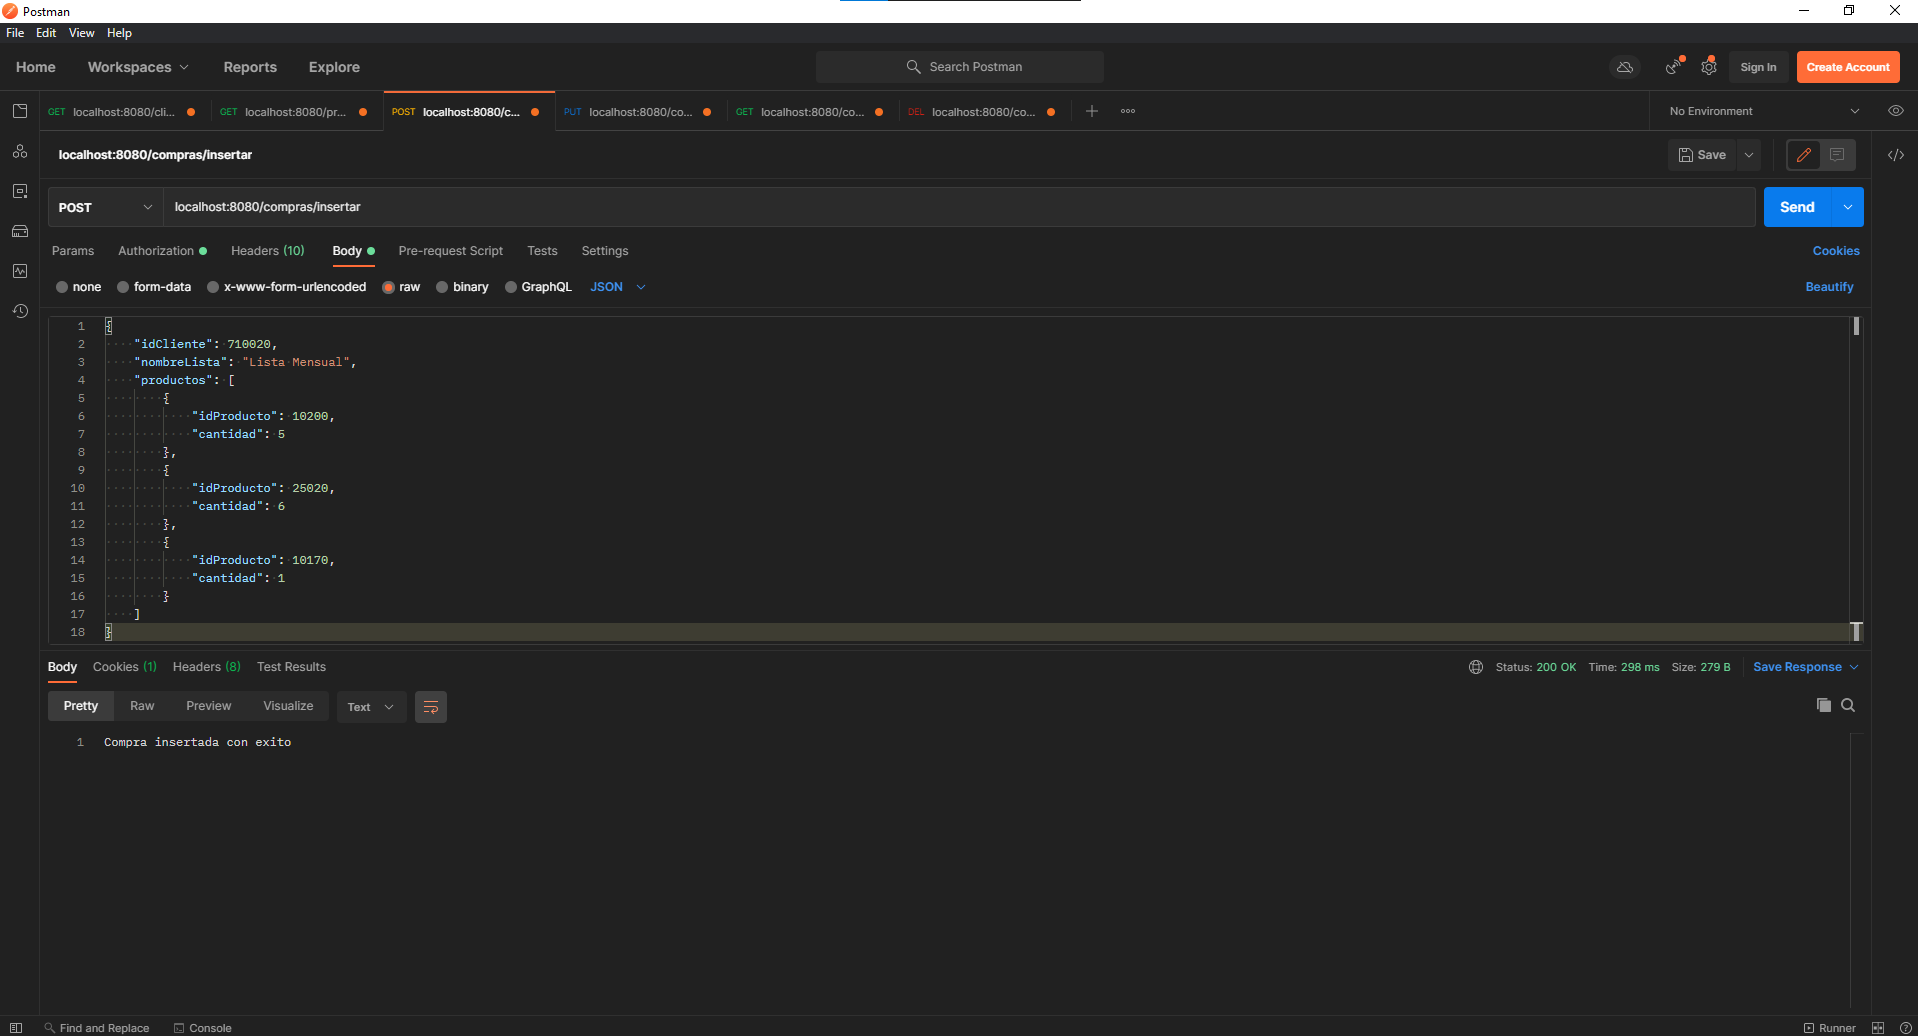 Postman
File Edit View Help
Home Workspaces Reports Explore Search Postman Sign In Create Account
GET localhost:8080/cli... GET localhost:8080/pr... POST localhost:8080/c... PUT localhost:8080/co... GET localhost:8080/co... DEL localhost:8080/co... No Environment
localhost:8080/compras/insertar Save
POST localhost:8080/compras/insertar Send
Params Authorization Headers (10) Body Pre-request Script Tests Settings Cookies
none form-data x-www-form-urlencoded raw binary GraphQL JSON Beautify
1 {
2 "idCliente": 710020,
3 "nombreLista": "Lista Mensual",
4 "productos": [
5 {
6 "idProducto": 10200,
7 "cantidad": 5
8 },
9 {
10 "idProducto": 25020,
11 "cantidad": 6
12 },
13 {
14 "idProducto": 10170,
15 "cantidad": 1
16 }
17 ]
18 }
Body Cookies (1) Headers (8) Test Results Status: 200 OK Time: 298 ms Size: 279 B Save Response
Pretty Raw Preview Visualize Text
1 Compra insertada con exito
Find and Replace Console Runner